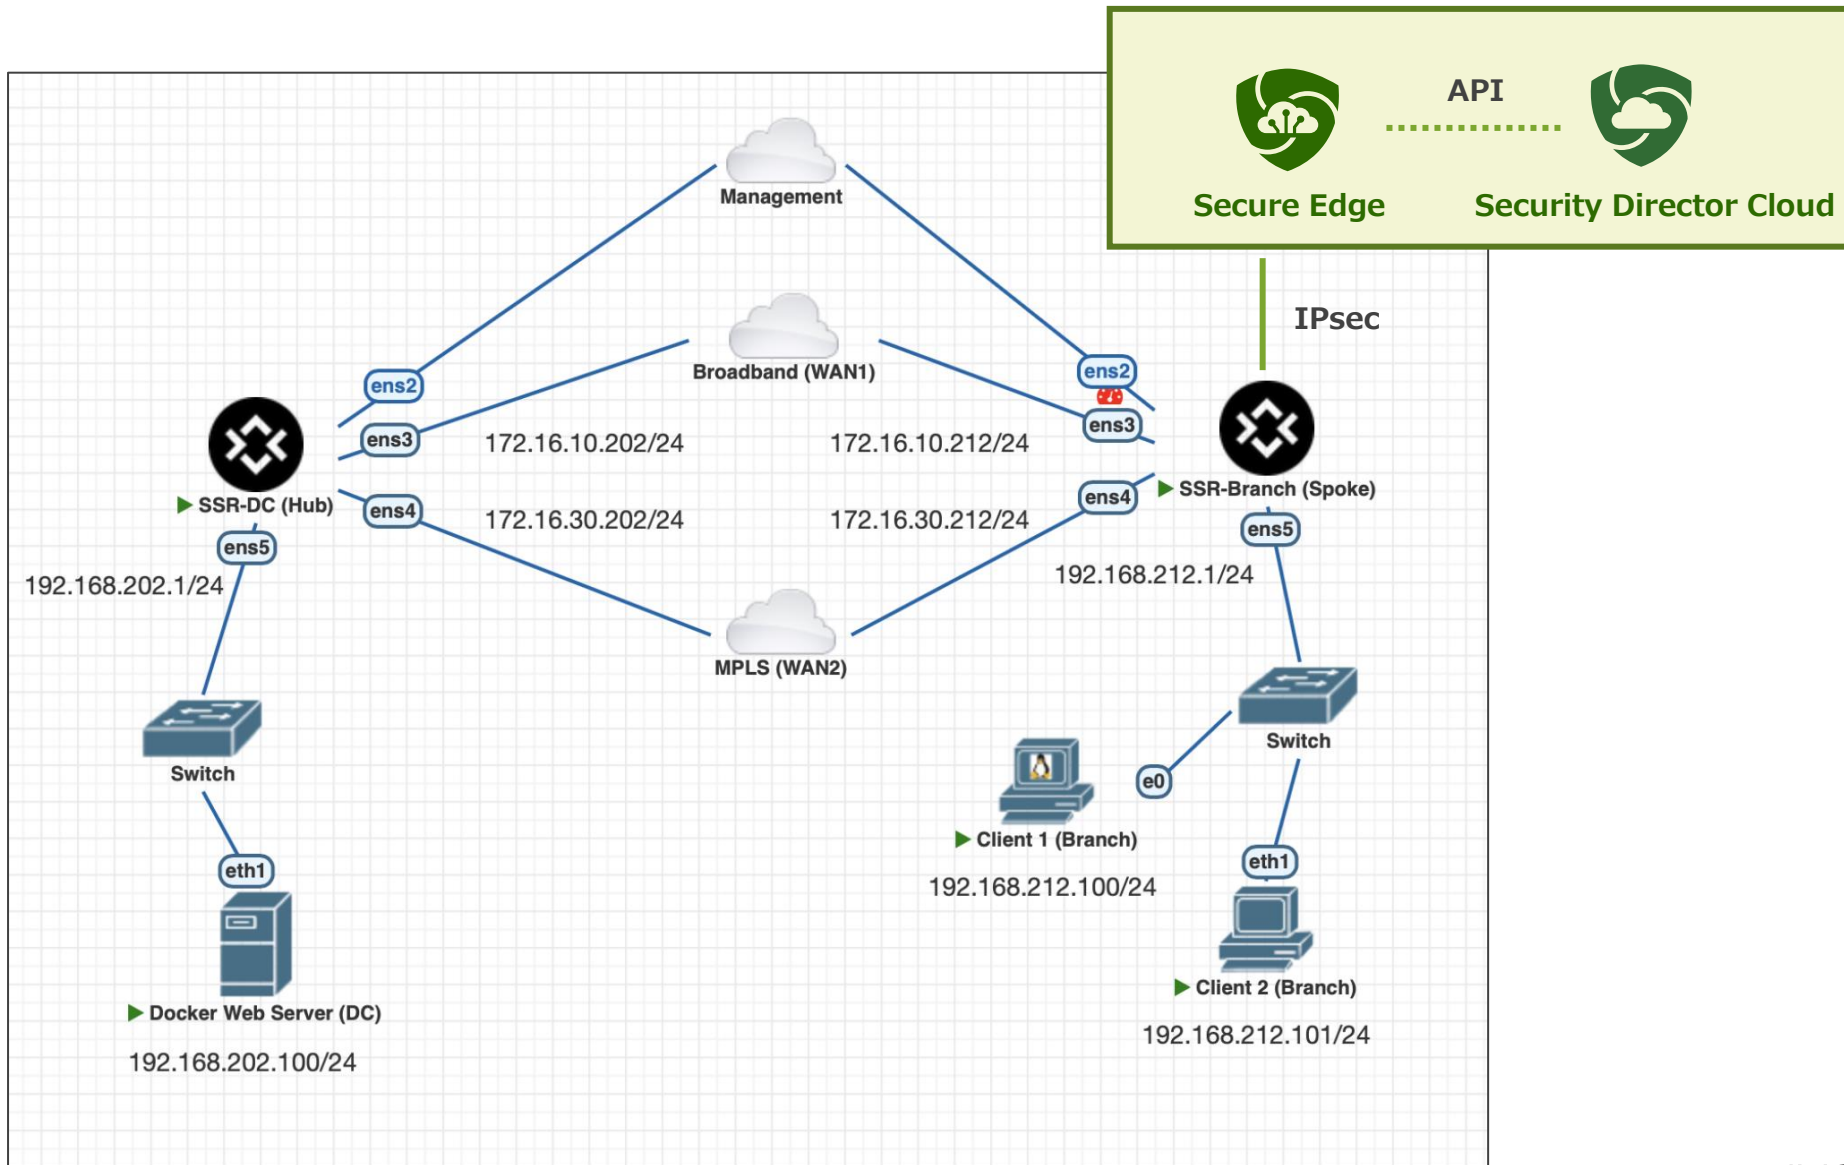 API
Secure Edge
Security Director Cloud
Management
IPsec
Broadband (WAN1)
ens2
ens2
ens3
172.16.10.202/24
172.16.10.212/24
ens3
SSR-DC (Hub)
ens4
172.16.30.202/24
172.16.30.212/24
ens4
SSR-Branch (Spoke)
ens5
ens5
192.168.202.1/24
192.168.212.1/24
MPLS (WAN2)
Switch
Switch
e0
Client 1 (Branch)
192.168.212.100/24
eth1
eth1
Client 2 (Branch)
192.168.212.101/24
Docker Web Server (DC)
192.168.202.100/24